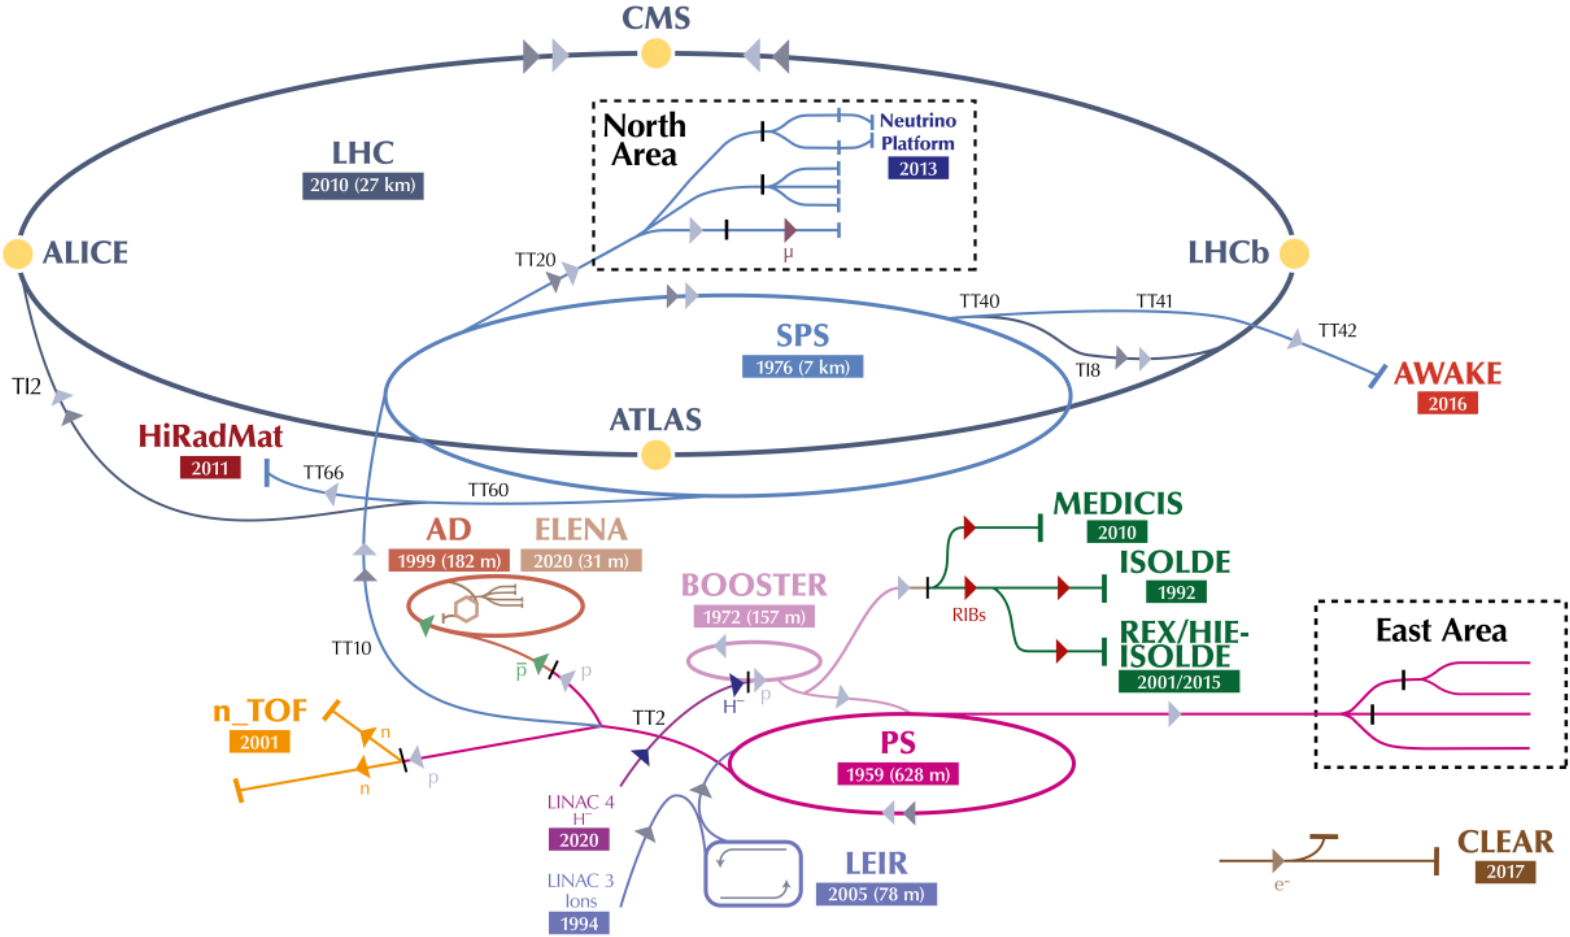 CMS
LHC
2010 (27 km)
North
Area
Neutrino
Platform
2013
μ
ALICE
LHCb
TT20
SPS
1976 (7 km)
TT40
TT41
TT42
TI8
AWAKE
2016
TI2
ATLAS
HiRadMat
2011
TT66
TT60
AD
1999 (182 m)
ELENA
2020 (31 m)
MEDICIS
2010
ISOLDE
1992
RIBs
REX/HIE-
ISOLDE
2001/2015
BOOSTER
1972 (157 m)
East Area
TT10
p̅
p
H⁻
p
TT2
n_TOF
2001
n
n
p
PS
1959 (628 m)
LINAC 4
H⁻
2020
LINAC 3
Ions
1994
LEIR
2005 (78 m)
CLEAR
2017
e⁻